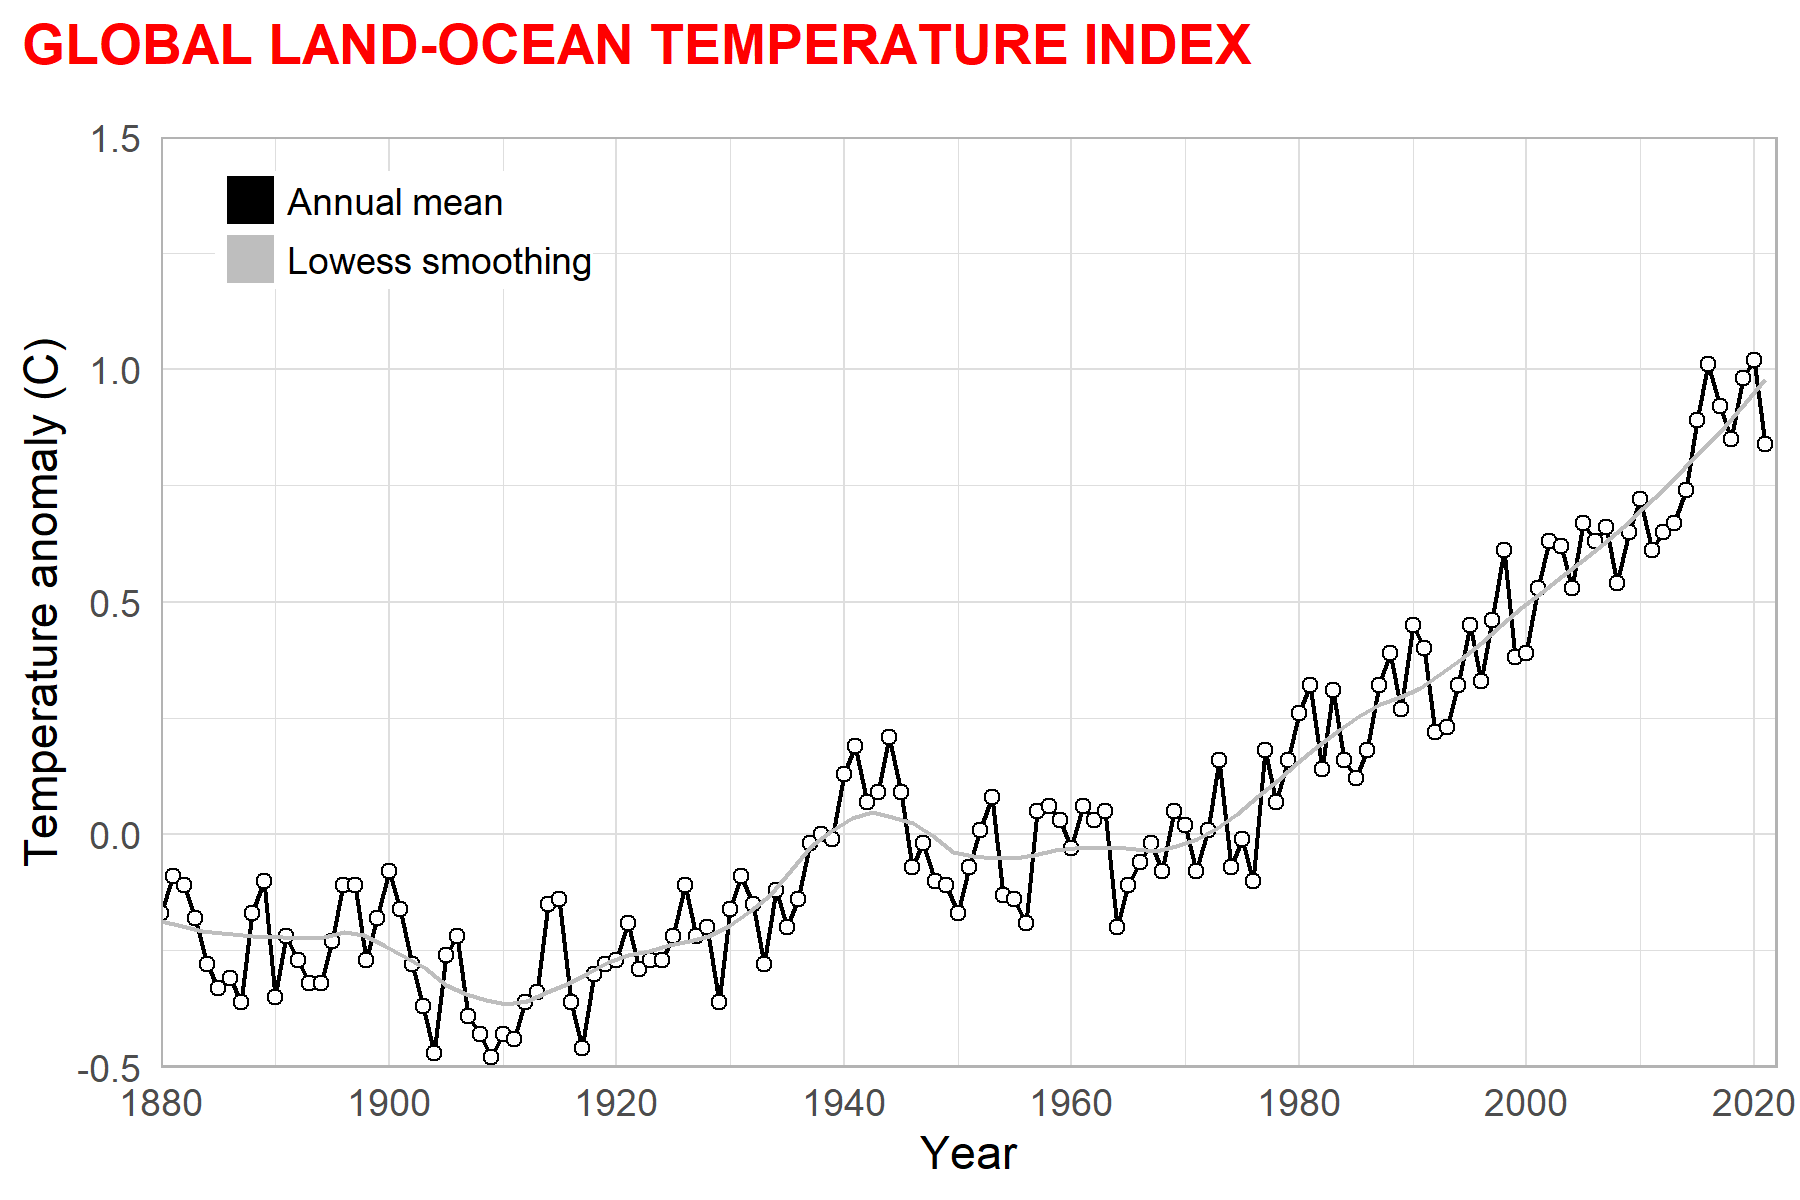 GLOBAL LAND-OCEAN TEMPERATURE INDEX
1.5
Annual mean
Lowess smoothing
1.0
0.5
0.0
-0.5
Temperature anomaly (C)
1880 1900 1920 1940 1960 1980 2000 2020
Year